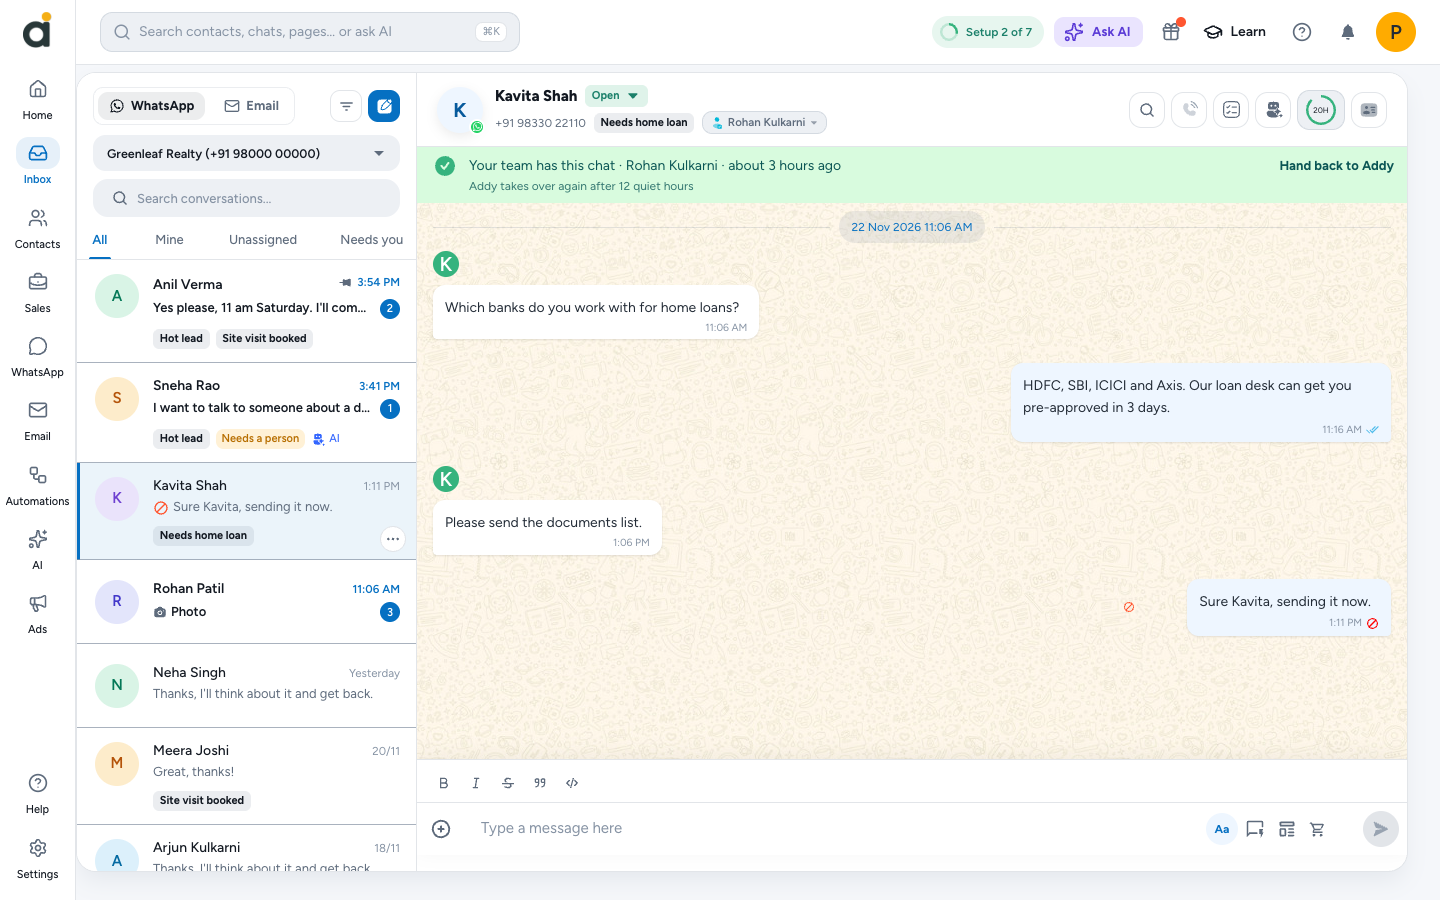 Search contacts, chats, pages... or ask AI
⌘K
Setup 2 of 7
Ask AI
Learn
P
Home
Inbox
Contacts
Sales
WhatsApp
Email
Automations
AI
Ads
Help
Settings
WhatsApp
Email
Greenleaf Realty (+91 98000 00000)
Search conversations...
All
Mine
Unassigned
Needs you
A
Anil Verma
3:54 PM
Yes please, 11 am Saturday. I'll com...
2
Hot lead
Site visit booked
S
Sneha Rao
3:41 PM
I want to talk to someone about a d...
1
Hot lead
Needs a person
AI
K
Kavita Shah
1:11 PM
Sure Kavita, sending it now.
Needs home loan
R
Rohan Patil
11:06 AM
Photo
3
N
Neha Singh
Yesterday
Thanks, I'll think about it and get back.
M
Meera Joshi
20/11
Great, thanks!
Site visit booked
A
Arjun Kulkarni
18/11
Thanks, I'll think about it and get back.
K
Kavita Shah
Open
+91 98330 22110
Needs home loan
Rohan Kulkarni
20H
Your team has this chat · Rohan Kulkarni · about 3 hours ago
Addy takes over again after 12 quiet hours
Hand back to Addy
22 Nov 2026 11:06 AM
K
Which banks do you work with for home loans?
11:06 AM
HDFC, SBI, ICICI and Axis. Our loan desk can get you
pre-approved in 3 days.
11:16 AM
K
Please send the documents list.
1:06 PM
Sure Kavita, sending it now.
1:11 PM
B
I
S
Type a message here
Aa